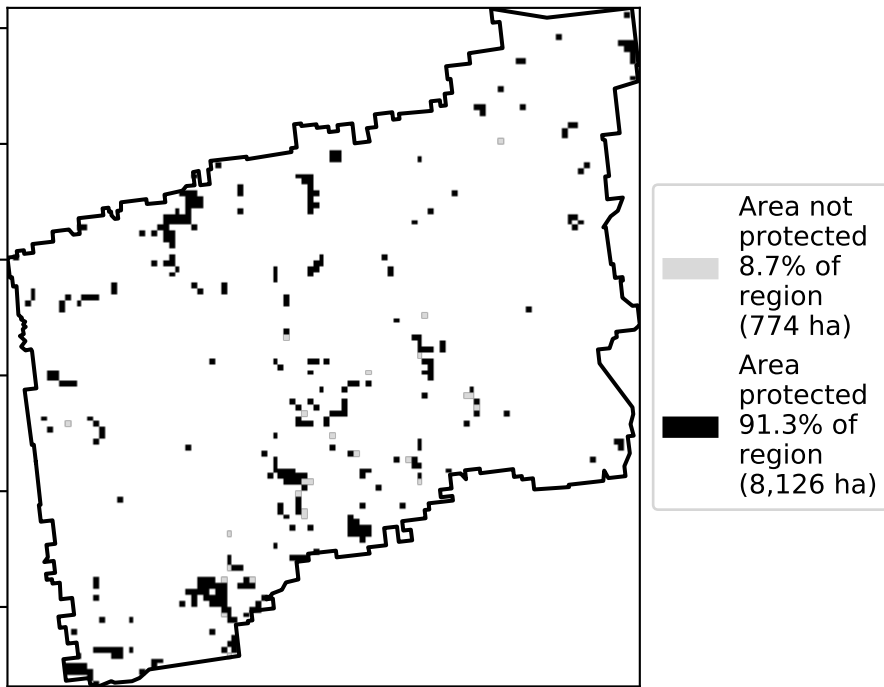 Area not
protected
8.7% of
region
(774 ha)
Area
protected
91.3% of
region
(8,126 ha)